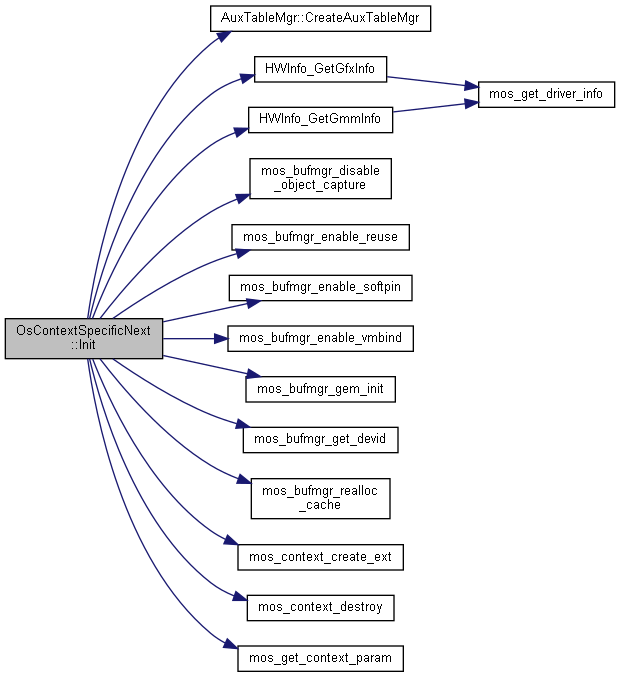 AuxTableMgr::CreateAuxTableMgr
HWInfo_GetGfxInfo
mos_get_driver_info
HWInfo_GetGmmInfo
mos_bufmgr_disable
_object_capture
mos_bufmgr_enable_reuse
mos_bufmgr_enable_softpin
OsContextSpecificNext
::Init
mos_bufmgr_enable_vmbind
mos_bufmgr_gem_init
mos_bufmgr_get_devid
mos_bufmgr_realloc
_cache
mos_context_create_ext
mos_context_destroy
mos_get_context_param